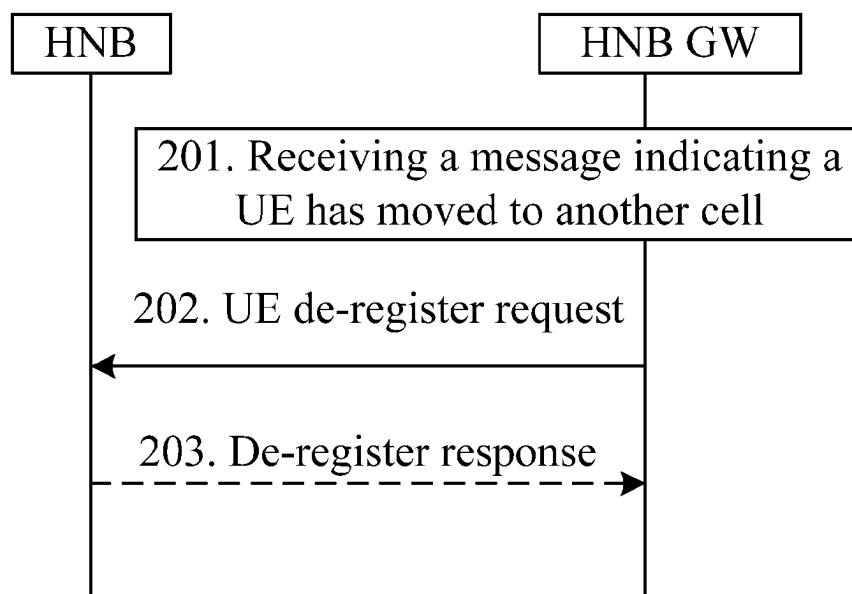 HNB
HNB GW
201. Receiving a message indicating a
UE has moved to another cell
202. UE de-register request
203. De-register response